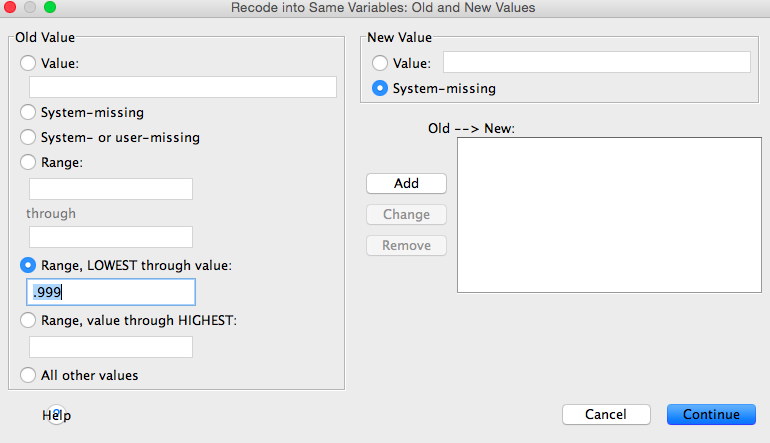 Recode into Same Variables: Old and New Values
Old Value
Value:
System-missing
System- or user-missing
Range:
through
Range, LOWEST through value:
.999
Range, value through HIGHEST:
All other values
New Value
Value:
System-missing
Old --> New:
Add
Change
Remove
Help
?
Cancel
Continue